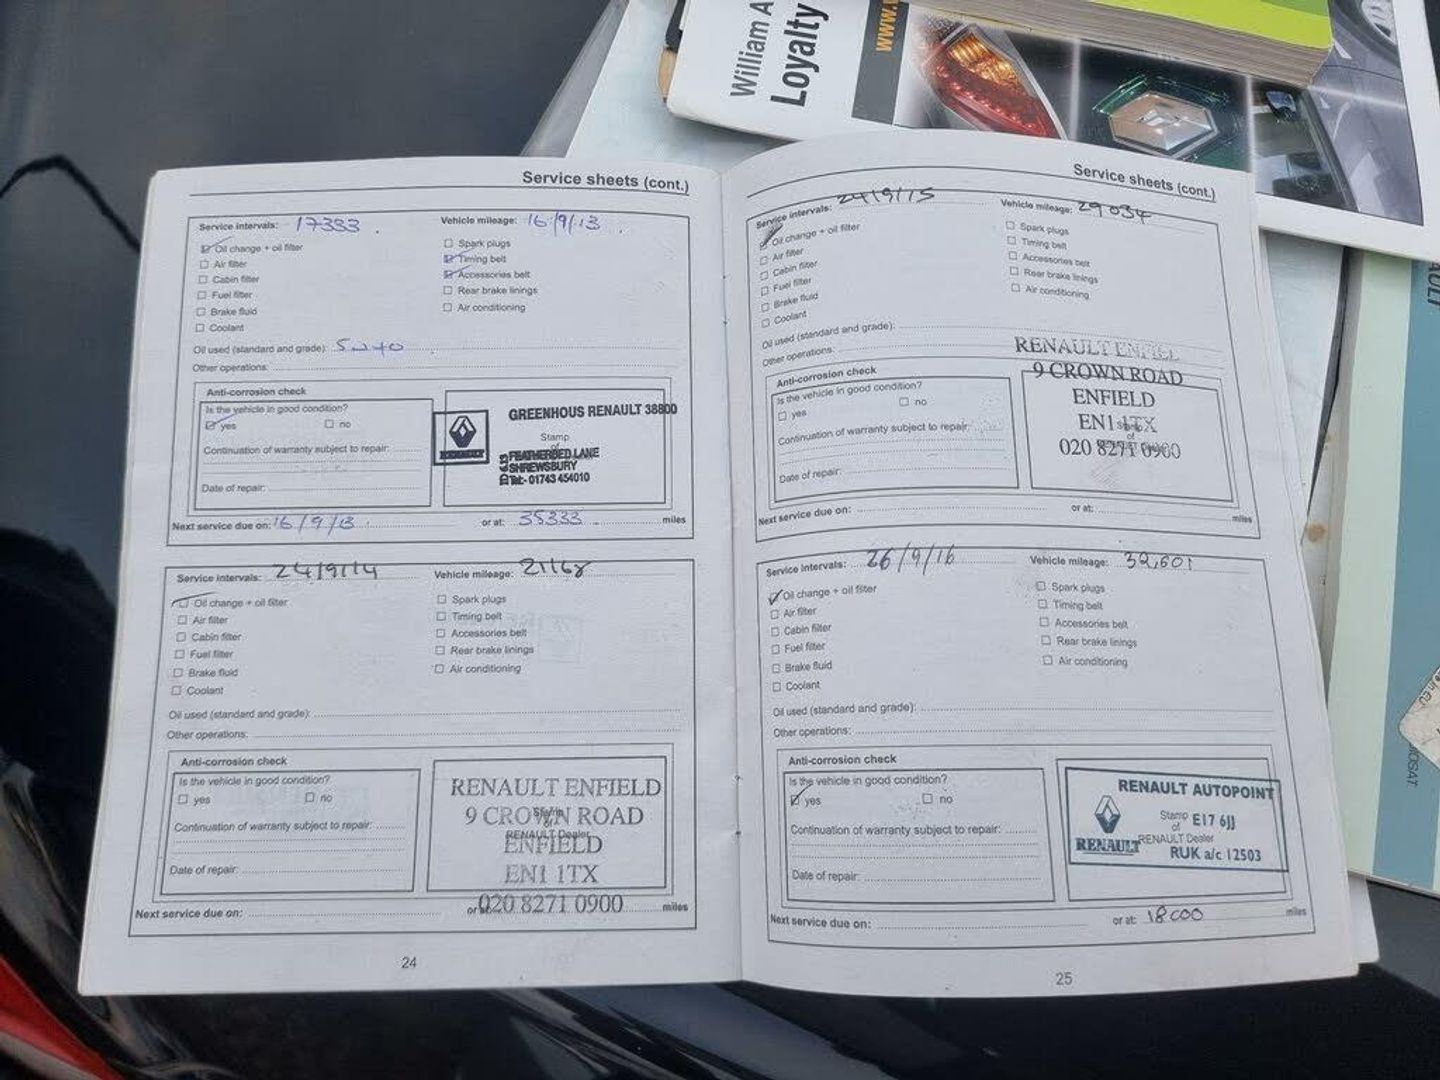 William A
Loyalty
www.
AULT
in EU
ADSAT
Service sheets (cont.)
Service intervals: 17333 .
Vehicle mileage: 16/9/13 .
Oil change + oil filter
Air filter
Cabin filter
Fuel filter
Brake fluid
Coolant
Spark plugs
Timing belt
Accessories belt
Rear brake linings
Air conditioning
Oil used (standard and grade): 5w40
Other operations:
Anti-corrosion check
Is the vehicle in good condition?
yes no
Continuation of warranty subject to repair:
Date of repair:
RENAULT
GREENHOUS RENAULT 38800
Stamp
of
FEATHERBED LANE
SHREWSBURY
Tel:- 01743 454010
Next service due on: 16/9/13 or at: 35333 miles
Service intervals: 24/9/14
Vehicle mileage: 21168
Oil change + oil filter
Air filter
Cabin filter
Fuel filter
Brake fluid
Coolant
Spark plugs
Timing belt
Accessories belt
Rear brake linings
Air conditioning
Oil used (standard and grade):
Other operations:
Anti-corrosion check
Is the vehicle in good condition?
yes no
Continuation of warranty subject to repair:
Date of repair:
RENAULT ENFIELD
9 CROWN ROAD
Stamp
of
RENAULT Dealer
ENFIELD
EN1 1TX
020 8271 0900
Next service due on: or at: miles
24
Service sheets (cont.)
Service intervals: 24/9/15
Vehicle mileage: 29034
Oil change + oil filter
Air filter
Cabin filter
Fuel filter
Brake fluid
Coolant
Spark plugs
Timing belt
Accessories belt
Rear brake linings
Air conditioning
Oil used (standard and grade):
Other operations:
Anti-corrosion check
Is the vehicle in good condition?
yes no
Continuation of warranty subject to repair:
Date of repair:
RENAULT ENFIEL
9 CROWN ROAD
ENFIELD
EN1 1TX
Stamp
of
020 8271 0900
Next service due on: or at: miles
Service intervals: 26/9/16
Vehicle mileage: 32,601
Oil change + oil filter
Air filter
Cabin filter
Fuel filter
Brake fluid
Coolant
Spark plugs
Timing belt
Accessories belt
Rear brake linings
Air conditioning
Oil used (standard and grade):
Other operations:
Anti-corrosion check
Is the vehicle in good condition?
yes no
Continuation of warranty subject to repair:
Date of repair:
RENAULT AUTOPOINT
Stamp
of
E17 6JJ
RENAULT
RENAULT Dealer
RUK a/c 12503
Next service due on: or at: 18000 miles
25